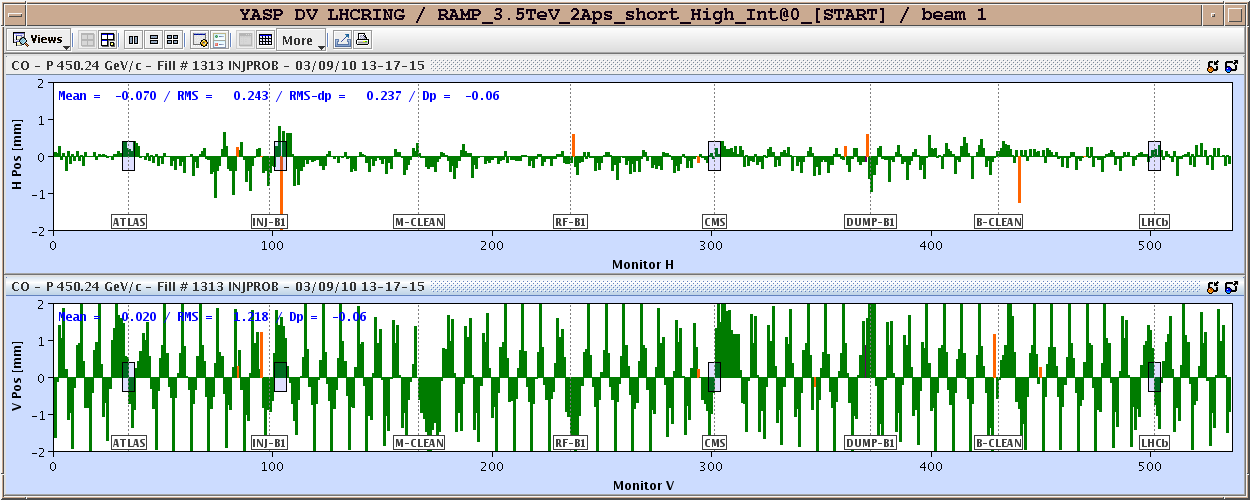 YASP DV LHCRING / RAMP_3.5TeV_2Aps_short_High_Int@0_[START] / beam 1
Views More
CO - P 450.24 GeV/c - Fill # 1313 INJPROB - 03/09/10 13-17-15
Mean = -0.070 / RMS = 0.243 / RMS-dp = 0.237 / Dp = -0.06
H Pos [mm]
2
1
0
-1
-2
ATLAS INJ-B1 M-CLEAN RF-B1 CMS DUMP-B1 B-CLEAN LHCb
0 100 200 300 400 500
Monitor H
CO - P 450.24 GeV/c - Fill # 1313 INJPROB - 03/09/10 13-17-15
Mean = 0.020 / RMS = 1.218 / Dp = -0.06
V Pos [mm]
2
1
0
-1
-2
ATLAS INJ-B1 M-CLEAN RF-B1 CMS DUMP-B1 B-CLEAN LHCb
0 100 200 300 400 500
Monitor V